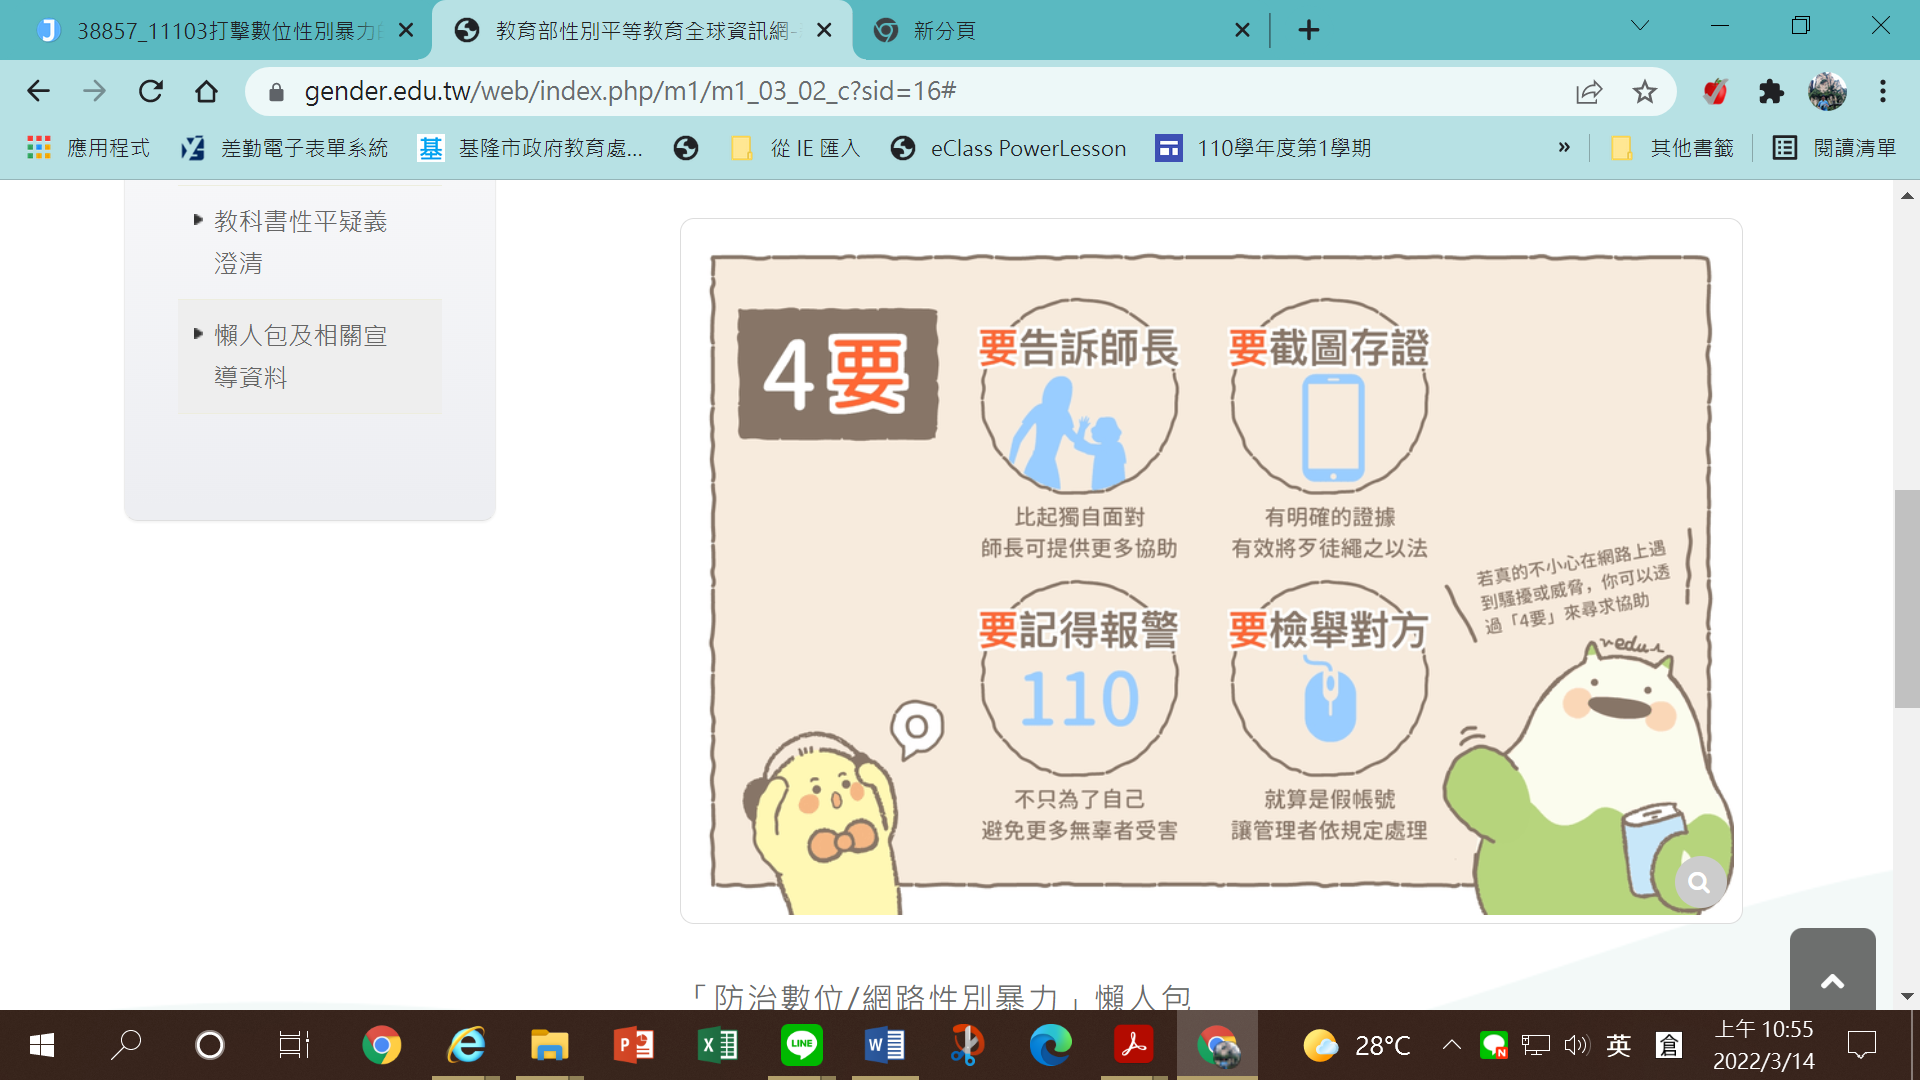 38857_11103打擊數位性別暴力
教育部性別平等教育全球資訊網-
新分頁
gender.edu.tw/web/index.php/m1/m1_03_02_c?sid=16#
應用程式
差勤電子表單系統
基
基隆市政府教育處...
從 IE 匯入
eClass PowerLesson
110學年度第1學期
»
其他書籤
閱讀清單
教科書性平疑義
澄清
懶人包及相關宣
導資料
4要
要告訴師長
比起獨自面對
師長可提供更多協助
要截圖存證
有明確的證據
有效將歹徒繩之以法
要記得報警
110
不只為了自己
避免更多無辜者受害
要檢舉對方
就算是假帳號
讓管理者依規定處理
若真的不小心在網路上遇
到騷擾或威脅，你可以透
過「4要」來尋求協助
「防治數位/網路性別暴力」懶人包
LINE
28°C
英
倉
上午 10:55
2022/3/14